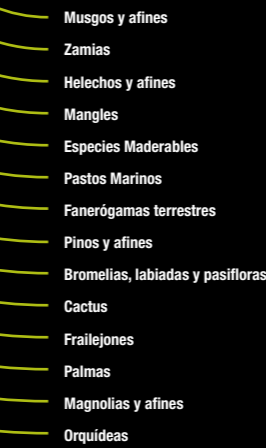 Musgos y afines
Zamias
Helechos y afines
Mangles
Especies Maderables
Pastos Marinos
Fanerógamas terrestres
Pinos y afines
Bromelias, labiadas y pasifloras
Cactus
Frailejones
Palmas
Magnolias y afines
Orquídeas